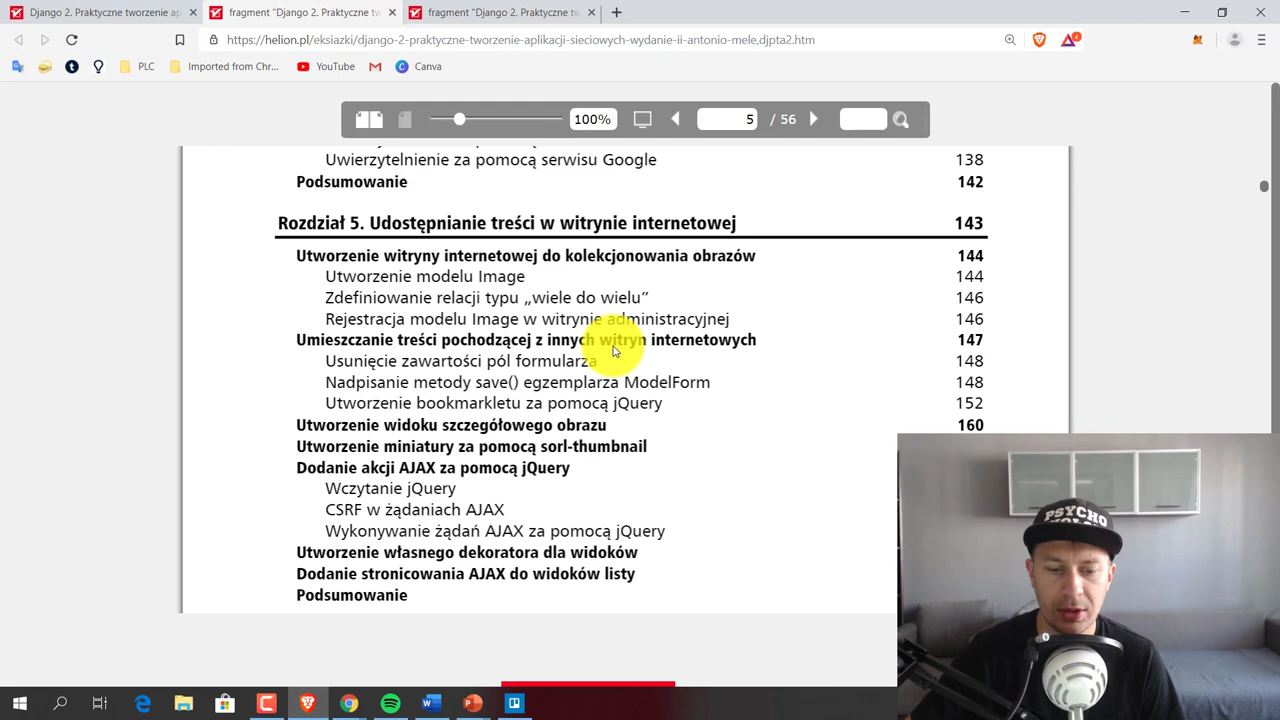 Django 2. Praktyczne tworzenie ap
fragment "Django 2. Praktyczne tw
fragment "Django 2. Praktyczne tw
https://helion.pl/eksiazki/django-2-praktyczne-tworzenie-aplikacji-sieciowych-wydanie-ii-antonio-mele,djpta2.htm
PLC
Imported from Chr...
YouTube
Canva
100%
5 / 56
Uwierzytelnienie za pomocą serwisu Google 138
Podsumowanie 142
Rozdział 5. Udostępnianie treści w witrynie internetowej 143
Utworzenie witryny internetowej do kolekcjonowania obrazów 144
Utworzenie modelu Image 144
Zdefiniowanie relacji typu „wiele do wielu” 146
Rejestracja modelu Image w witrynie administracyjnej 146
Umieszczanie treści pochodzącej z innych witryn internetowych 147
Usunięcie zawartości pól formularza 148
Nadpisanie metody save() egzemplarza ModelForm 148
Utworzenie bookmarkletu za pomocą jQuery 152
Utworzenie widoku szczegółowego obrazu 160
Utworzenie miniatury za pomocą sorl-thumbnail
Dodanie akcji AJAX za pomocą jQuery
Wczytanie jQuery
CSRF w żądaniach AJAX
Wykonywanie żądań AJAX za pomocą jQuery
Utworzenie własnego dekoratora dla widoków
Dodanie stronicowania AJAX do widoków listy
Podsumowanie
PSYCHO